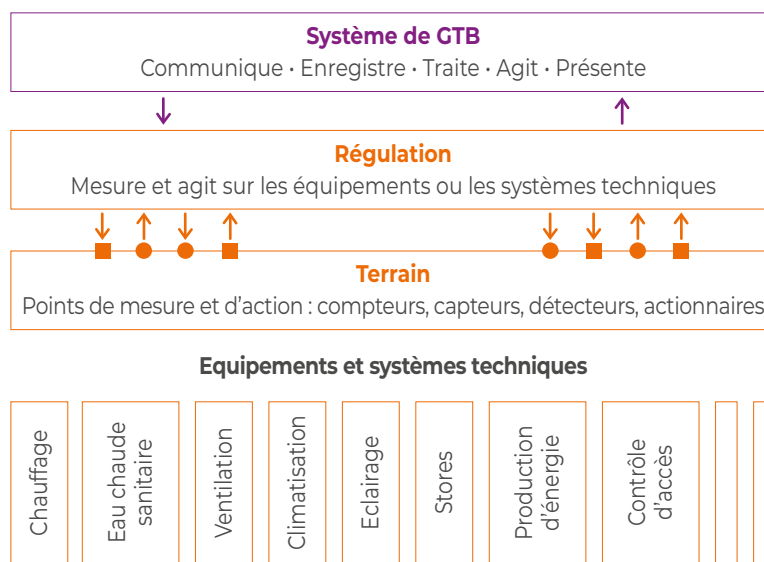 Système de GTB
Communique · Enregistre · Traite · Agit · Présente
Régulation
Mesure et agit sur les équipements ou les systèmes techniques
Terrain
Points de mesure et d’action : compteurs, capteurs, détecteurs, actionnaires
Equipements et systèmes techniques
Chauffage
Eau chaude
sanitaire
Ventilation
Climatisation
Eclairage
Stores
Production
d’énergie
Contrôle
d’accès